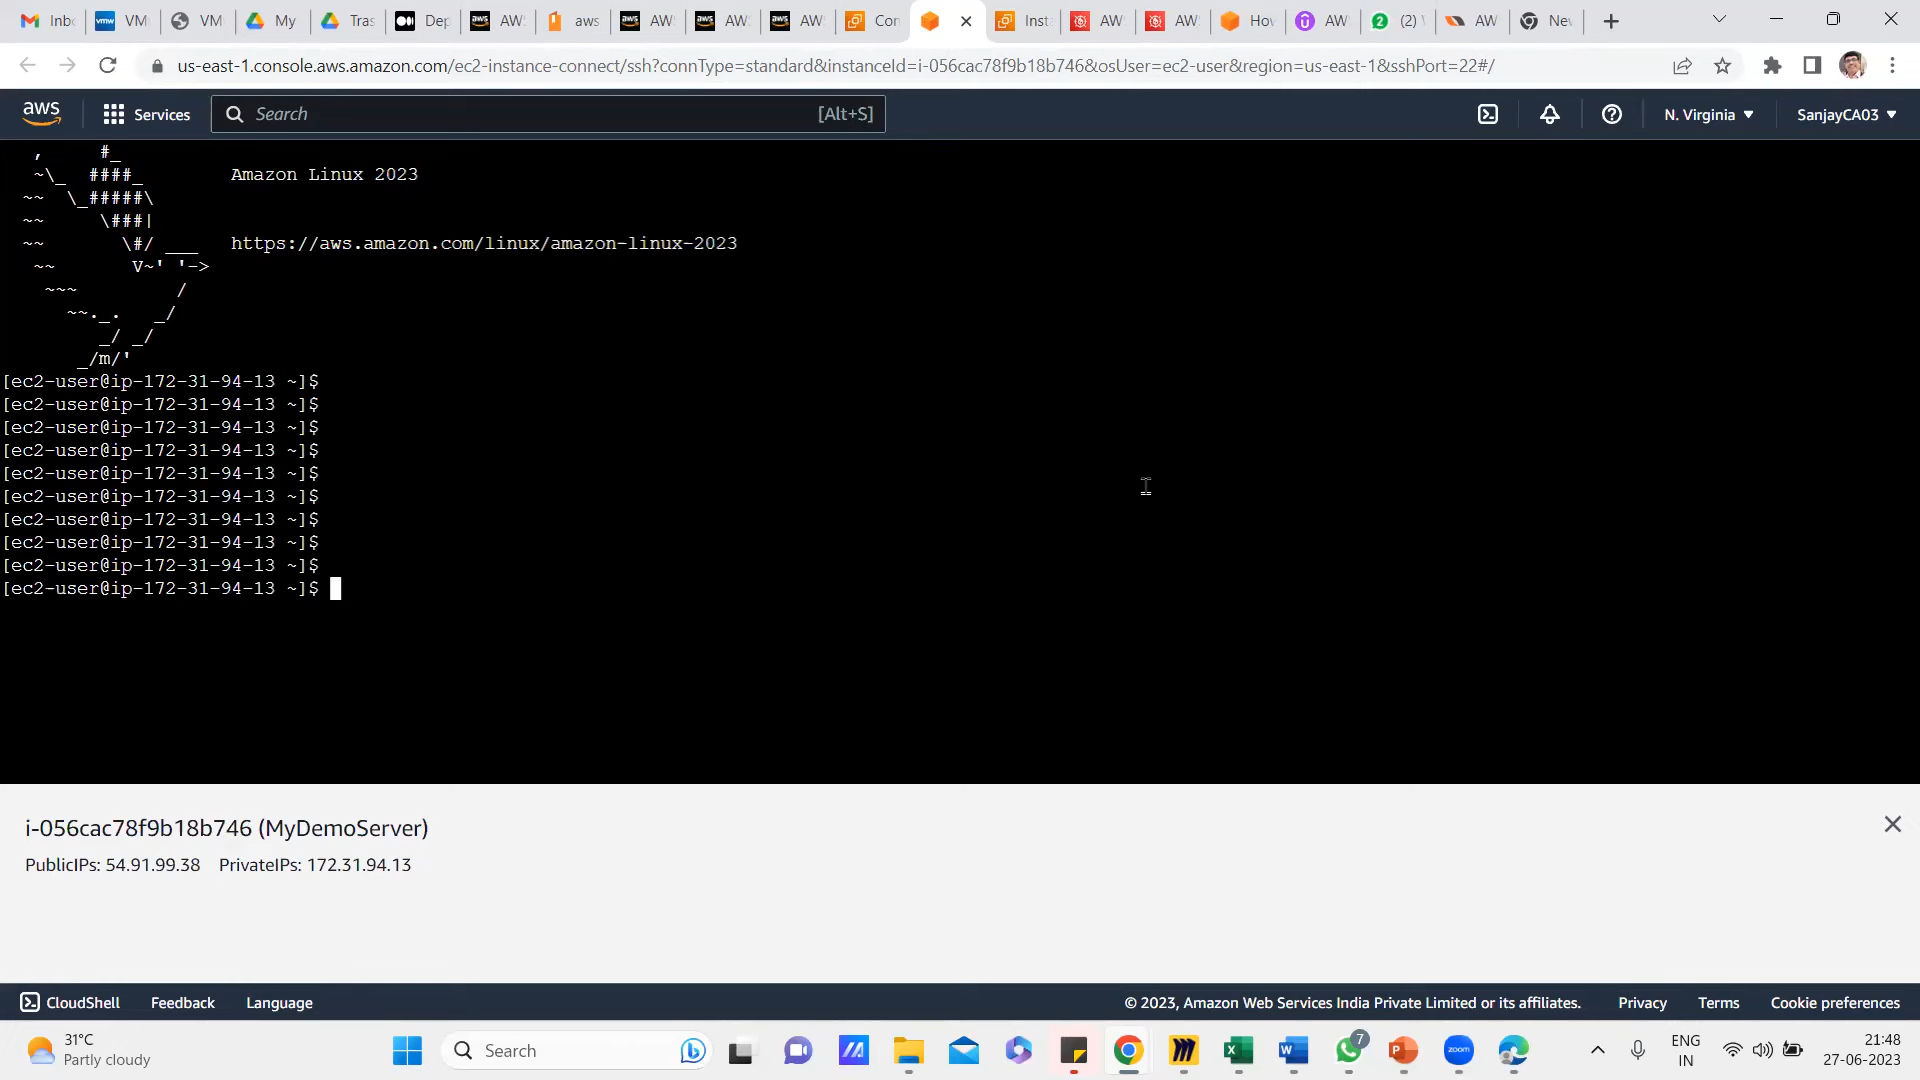 Inb
VM
VM
My
Tras
Dep
AW
aws
AW
AW
AW
Con
Inst
AW
AW
How
AW
(2)
AW
New
us-east-1.console.aws.amazon.com/ec2-instance-connect/ssh?connType=standard&instanceId=i-056cac78f9b18b746&osUser=ec2-user&region=us-east-1&sshPort=22#/
aws Services Search [Alt+S] N. Virginia SanjayCA03
,     #_
~\_  ####_        Amazon Linux 2023
~~  \_#####\
~~     \###|
~~       \#/ ___   https://aws.amazon.com/linux/amazon-linux-2023
~~       V~' '->
~~~         /
~~._.   _/
_/ _/
_/m/'
[ec2-user@ip-172-31-94-13 ~]$
[ec2-user@ip-172-31-94-13 ~]$
[ec2-user@ip-172-31-94-13 ~]$
[ec2-user@ip-172-31-94-13 ~]$
[ec2-user@ip-172-31-94-13 ~]$
[ec2-user@ip-172-31-94-13 ~]$
[ec2-user@ip-172-31-94-13 ~]$
[ec2-user@ip-172-31-94-13 ~]$
[ec2-user@ip-172-31-94-13 ~]$
[ec2-user@ip-172-31-94-13 ~]$
i-056cac78f9b18b746 (MyDemoServer)
PublicIPs: 54.91.99.38 PrivateIPs: 172.31.94.13
CloudShell Feedback Language © 2023, Amazon Web Services India Private Limited or its affiliates. Privacy Terms Cookie preferences
31°C
Partly cloudy
Search
7
zoom
ENG
IN
21:48
27-06-2023